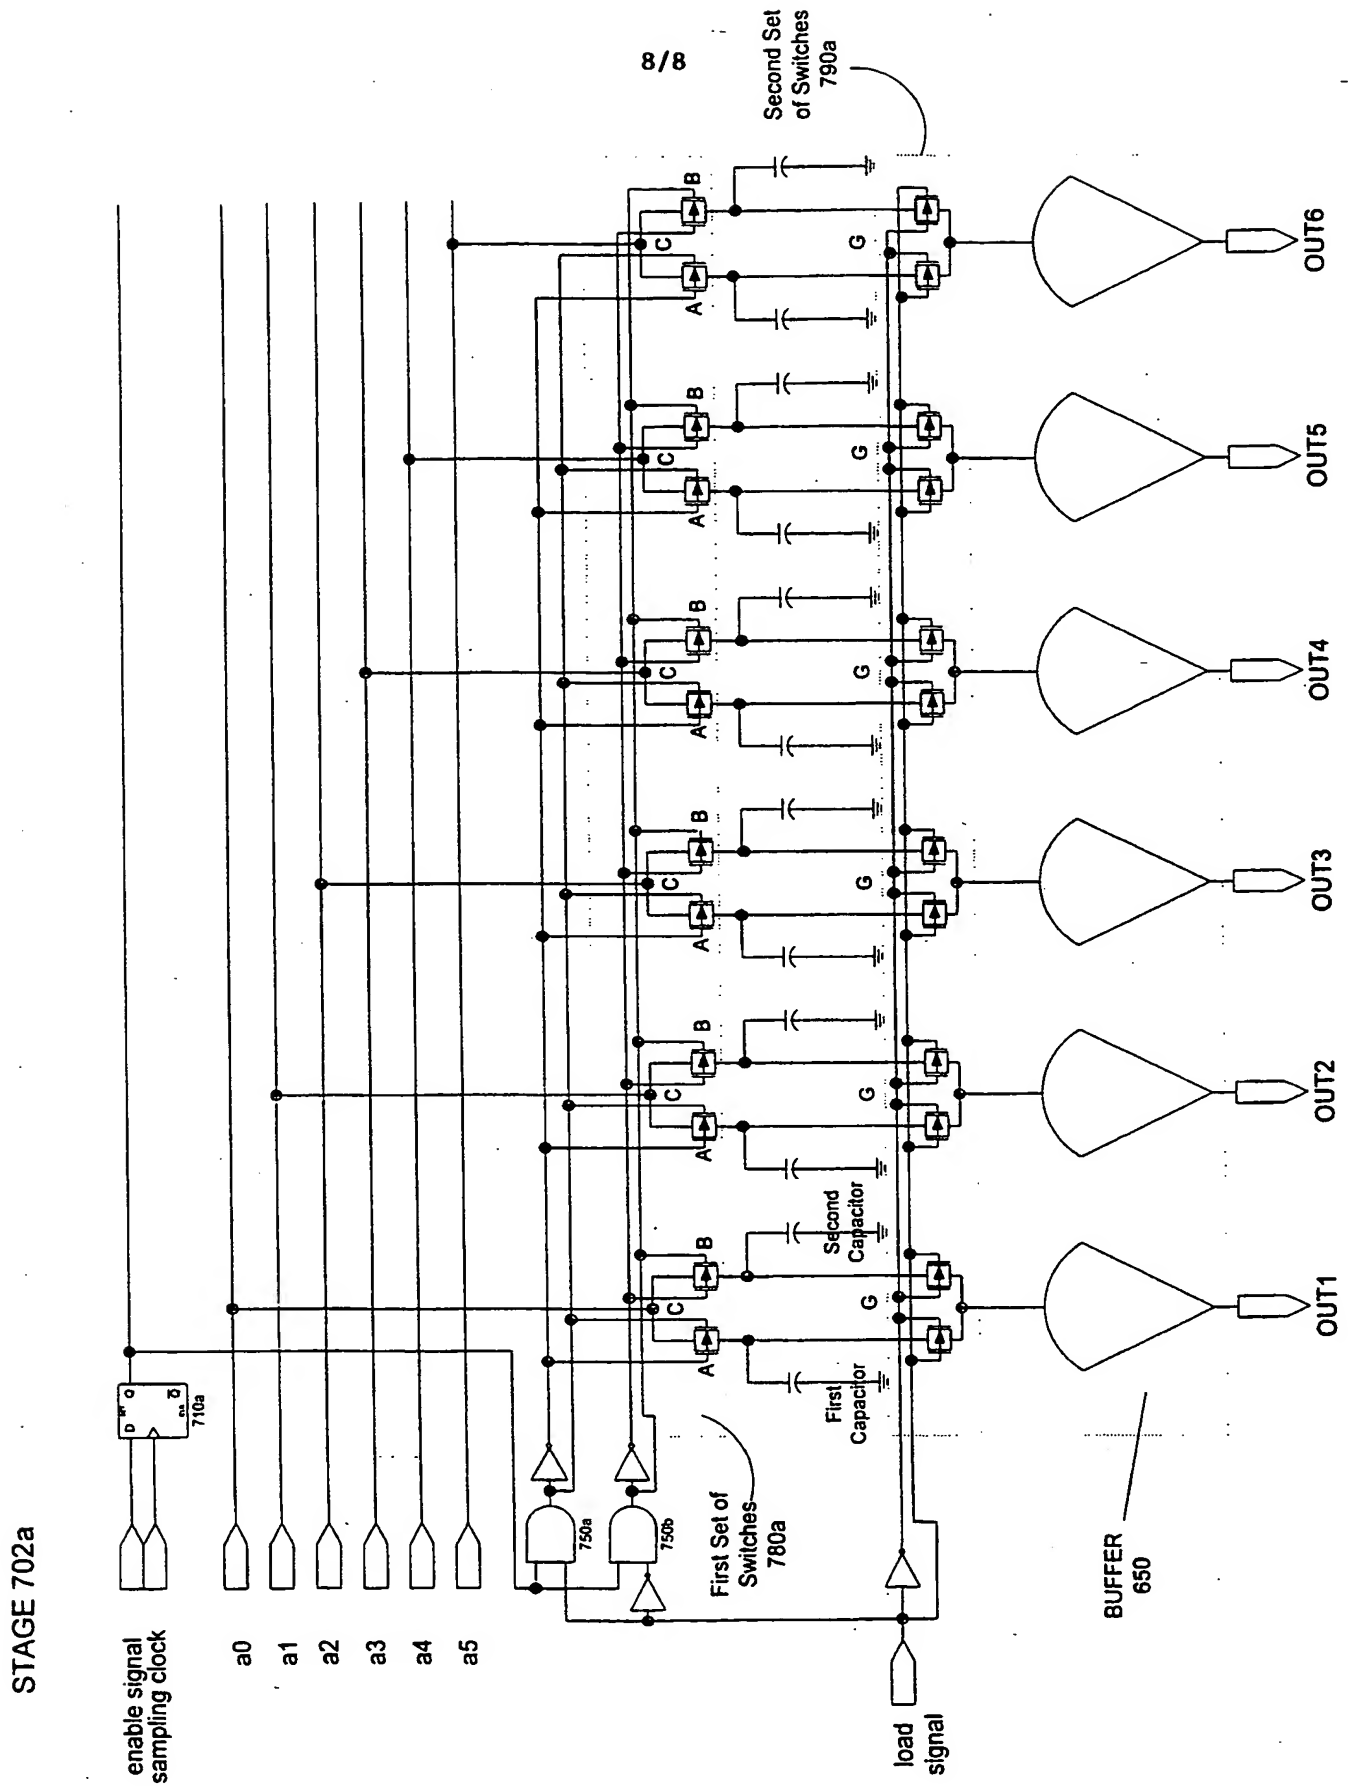 8/8
STAGE 702a
enable signal
sampling clock
D
Q
Q
710a
a0
a1
a2
a3
a4
a5
750a
750b
First Set of
Switches
780a
Second Set
of Switches
790a
A
C
B
A
C
B
A
C
B
A
C
B
A
C
B
A
C
B
First
Capacitor
Second
Capacitor
G
G
G
G
G
G
load
signal
BUFFER
650
OUT1
OUT2
OUT3
OUT4
OUT5
OUT6